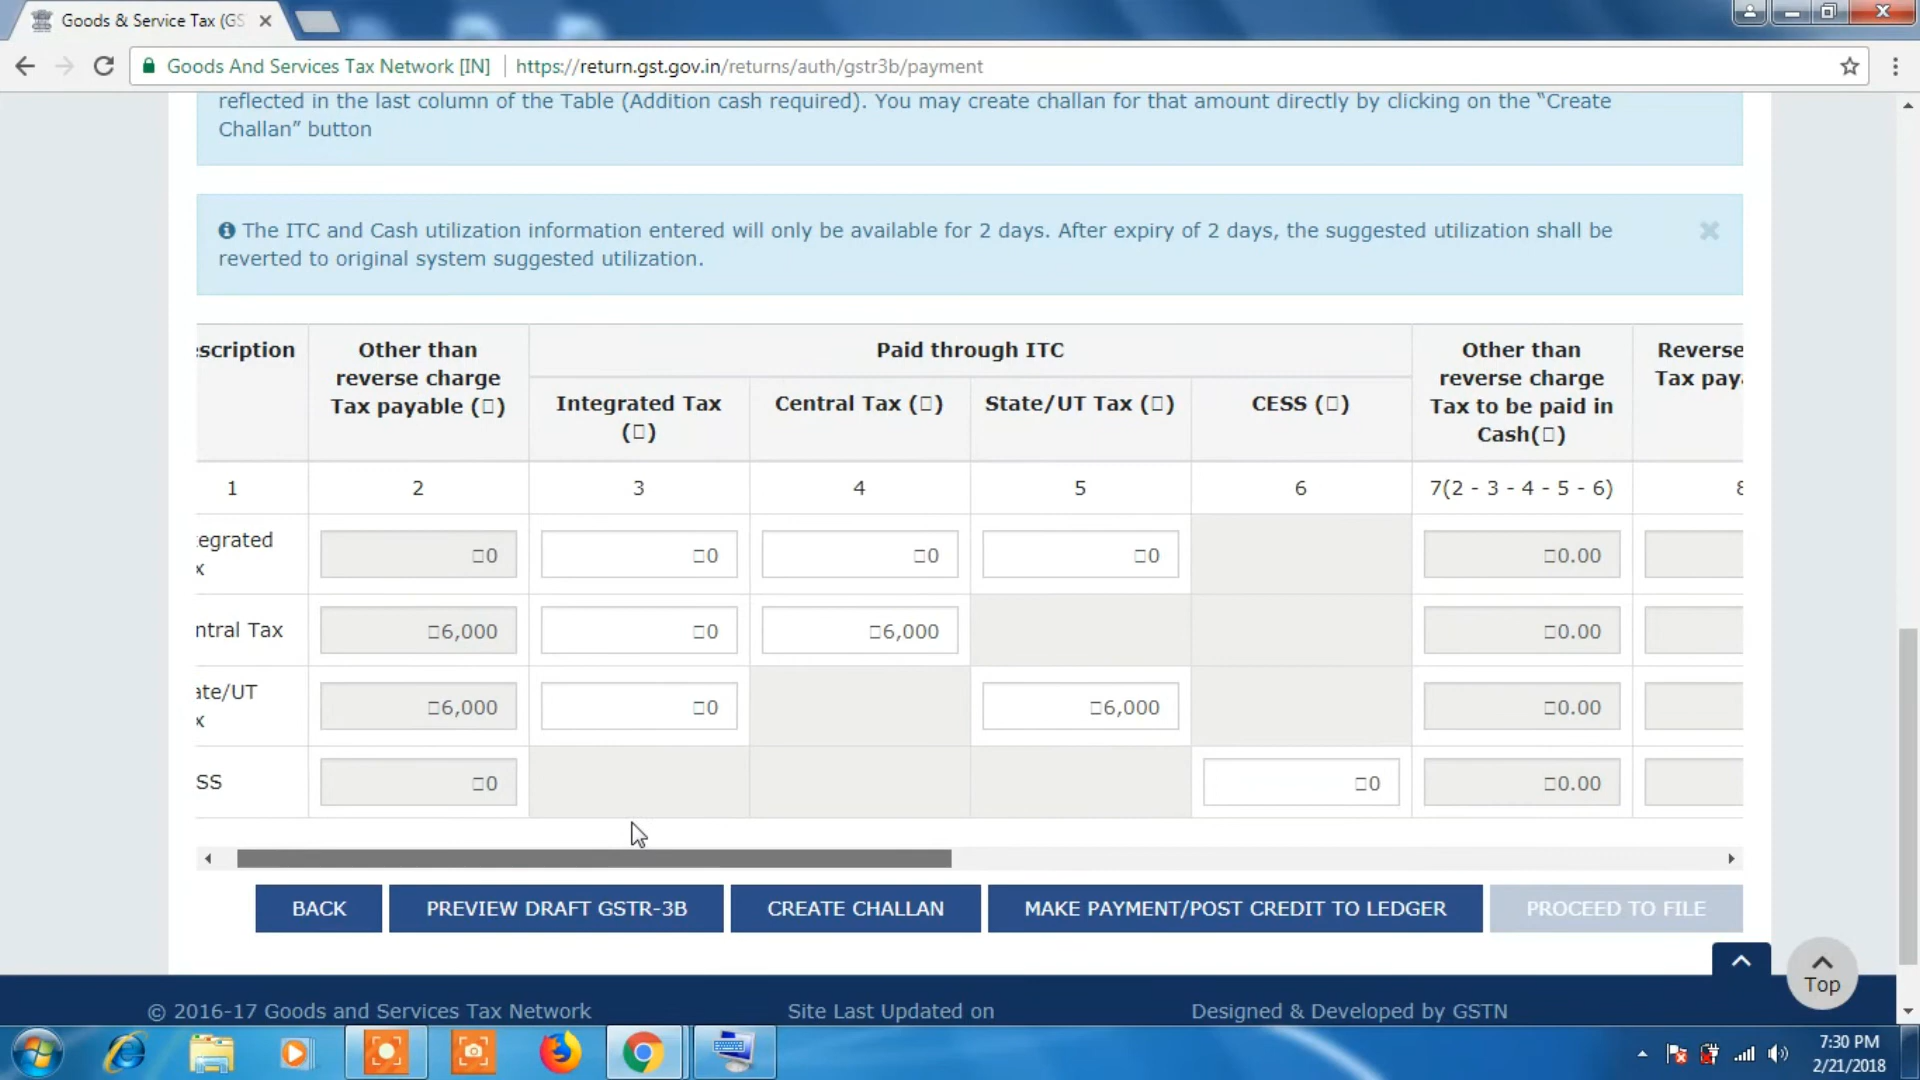 Goods & Service Tax (GS
Goods And Services Tax Network [IN] https://return.gst.gov.in/returns/auth/gstr3b/payment
reflected in the last column of the Table (Addition cash required). You may create challan for that amount directly by clicking on the “Create
Challan” button
The ITC and Cash utilization information entered will only be available for 2 days. After expiry of 2 days, the suggested utilization shall be
reverted to original system suggested utilization.
scription
Other than
reverse charge
Tax payable (□)
Paid through ITC
Integrated Tax
(□)
Central Tax (□)
State/UT Tax (□)
CESS (□)
Other than
reverse charge
Tax to be paid in
Cash(□)
Reverse
Tax pay
1 2 3 4 5 6 7(2 - 3 - 4 - 5 - 6) 8
tegrated
x
□0 □0 □0 □0 □0.00
ntral Tax □6,000 □0 □6,000 □0.00
ate/UT
x
□6,000 □0 □6,000 □0.00
SS □0 □0 □0.00
BACK PREVIEW DRAFT GSTR-3B CREATE CHALLAN MAKE PAYMENT/POST CREDIT TO LEDGER PROCEED TO FILE
Top
© 2016-17 Goods and Services Tax Network Site Last Updated on Designed & Developed by GSTN
7:30 PM
2/21/2018